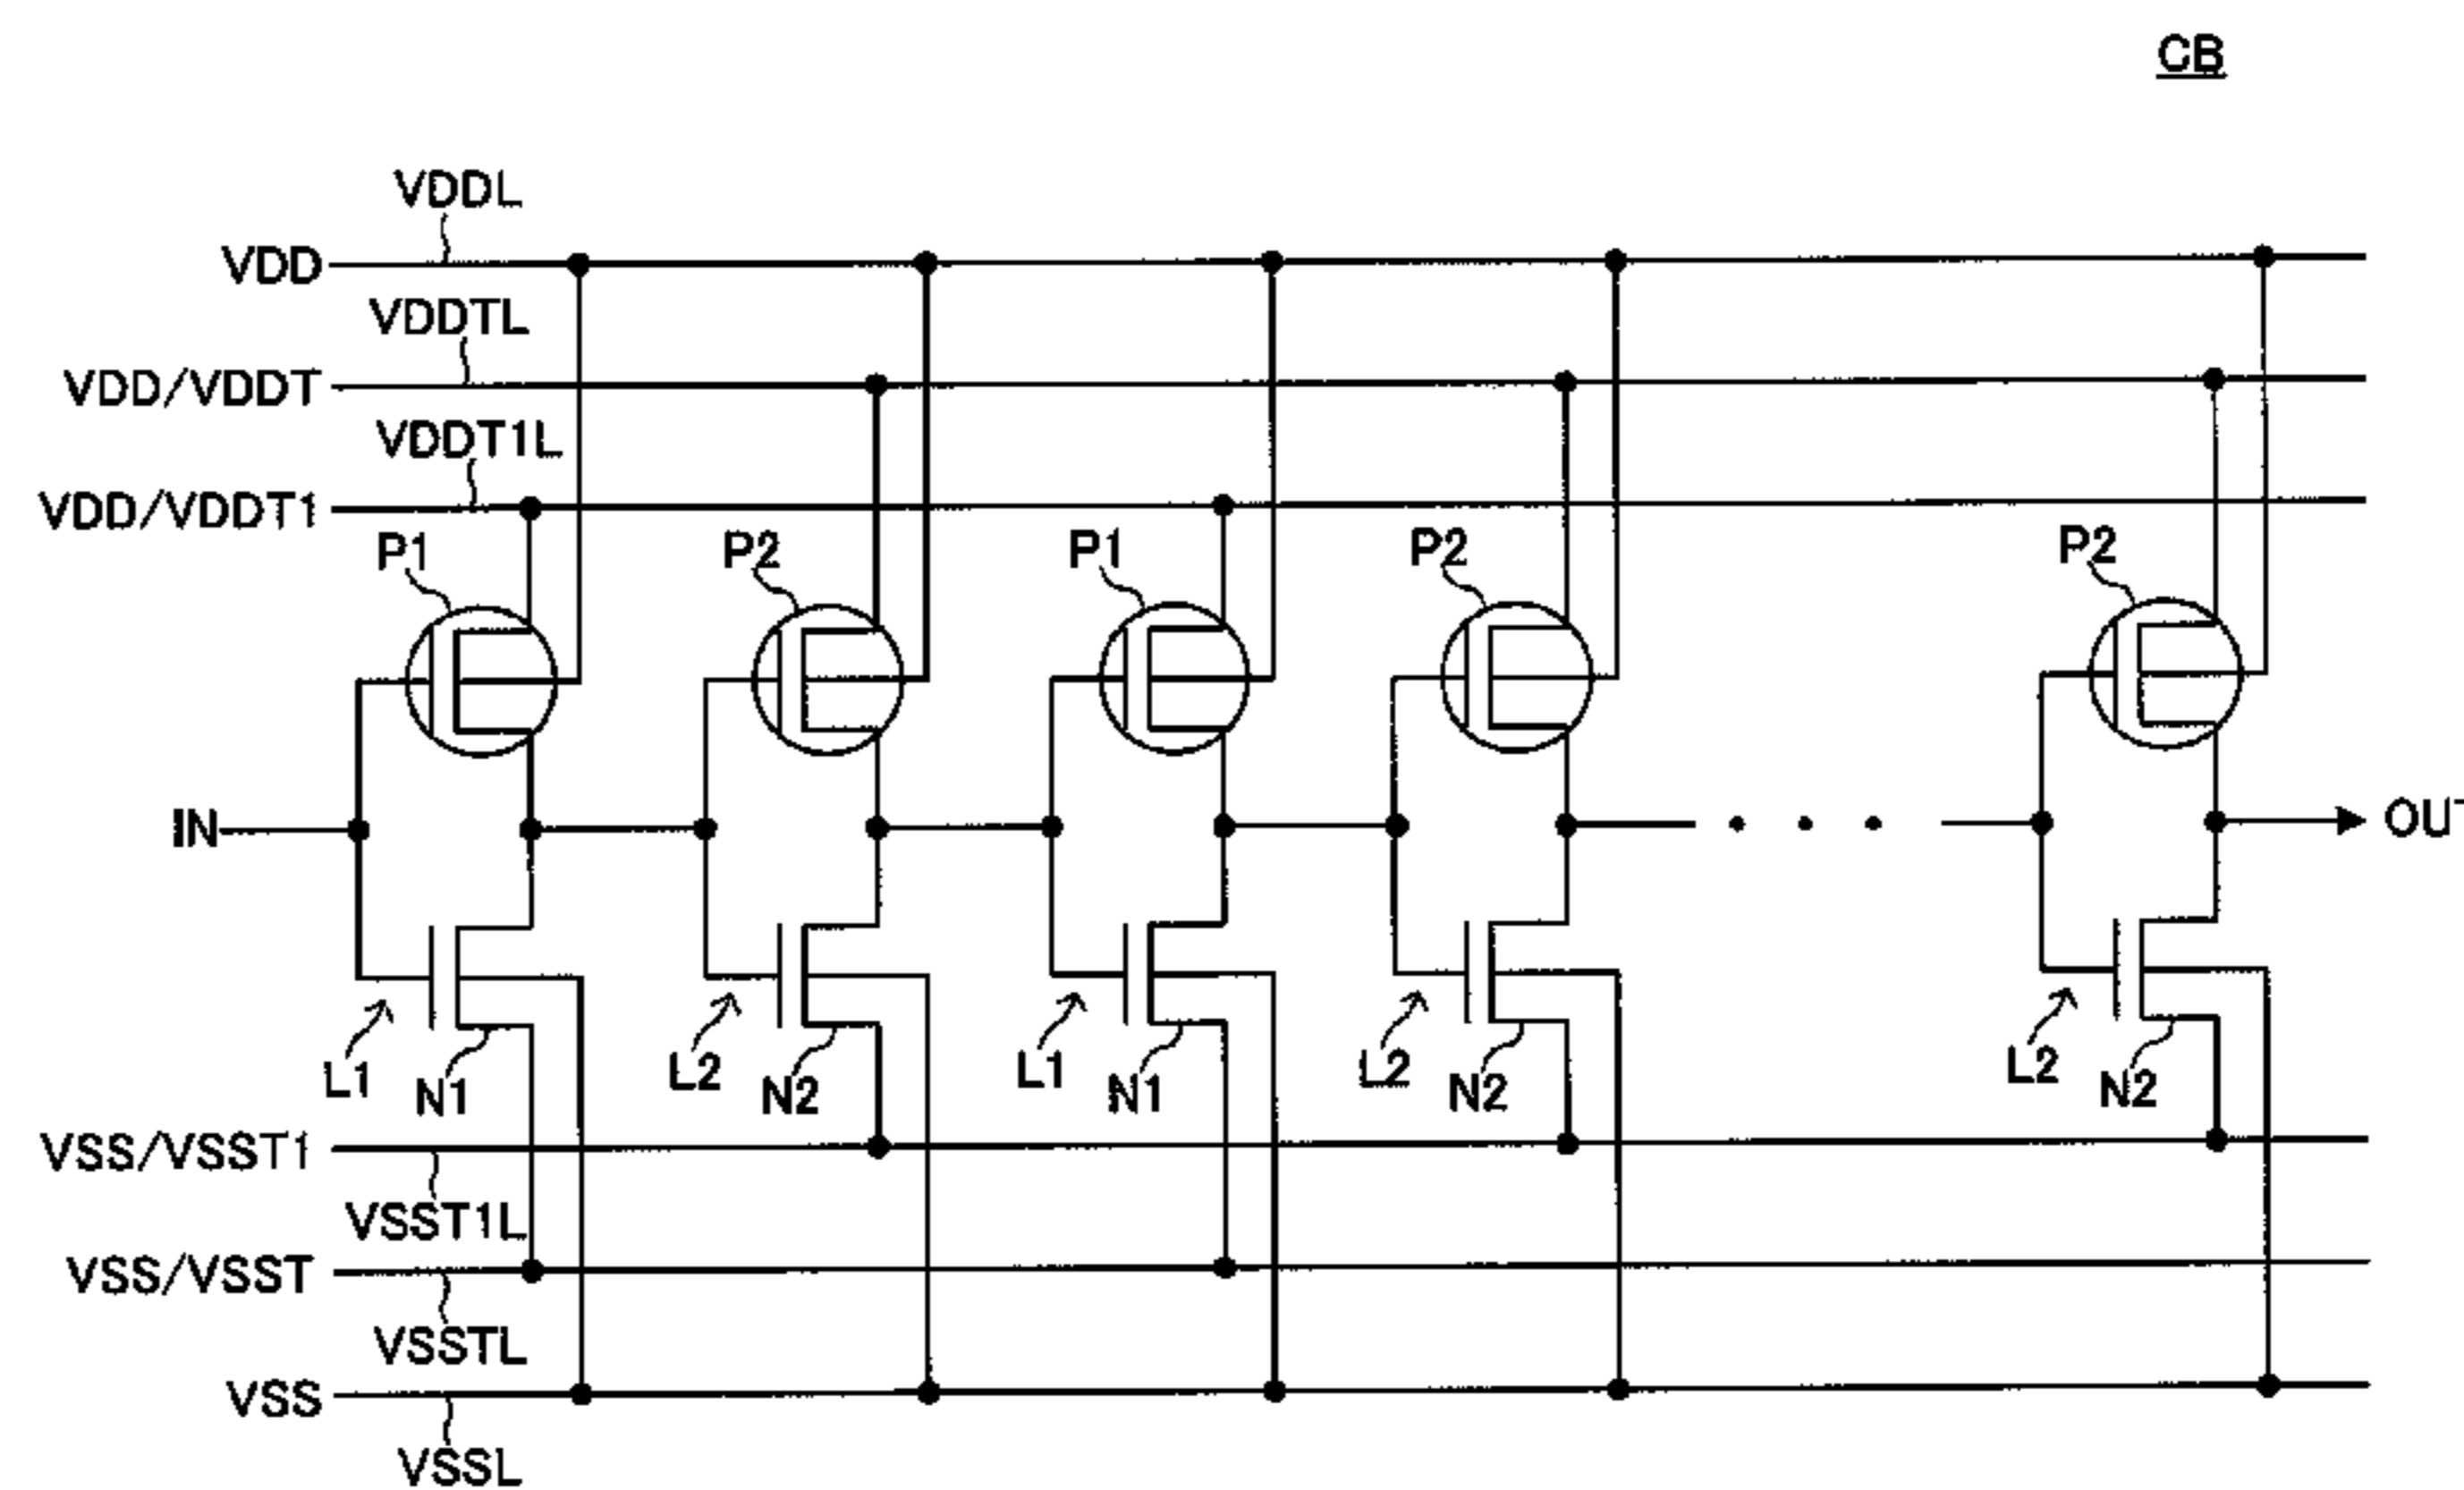 CB
VDDL
VDD
VDDTL
VDD/VDDT
VDDT1L
VDD/VDDT1
P1 P2 P1 P2 P2
IN OUT
L1 N1 L2 N2 L1 N1 L2 N2 L2 N2
VSS/VSST1
VSST1L
VSS/VSST
VSSTL
VSS
VSSL